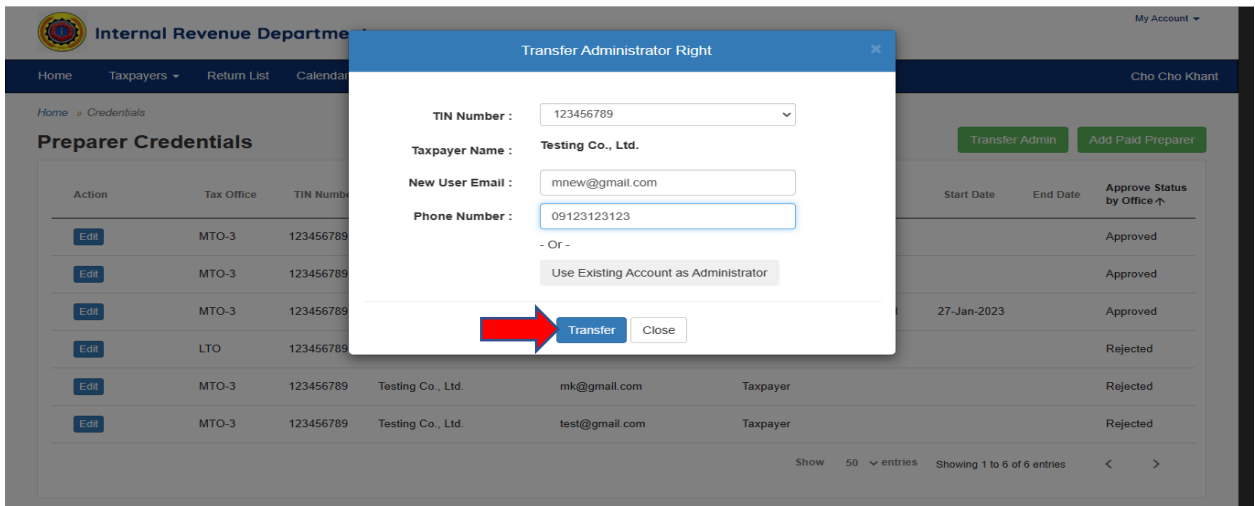 My Account
Internal Revenue Departme
Transfer Administrator Right
×
Home Taxpayers Return List Calendar Cho Cho Khant
Home » Credentials
Preparer Credentials
Transfer Admin Add Paid Preparer
TIN Number : 123456789
Taxpayer Name : Testing Co., Ltd.
New User Email : mnew@gmail.com
Phone Number : 09123123123
- Or -
Use Existing Account as Administrator
Transfer Close
Action Tax Office TIN Numbe Start Date End Date Approve Status
by Office
Edit MTO-3 123456789 Approved
Edit MTO-3 123456789 Approved
Edit MTO-3 123456789 27-Jan-2023 Approved
Edit LTO 123456789 Rejected
Edit MTO-3 123456789 Testing Co., Ltd. mk@gmail.com Taxpayer Rejected
Edit MTO-3 123456789 Testing Co., Ltd. test@gmail.com Taxpayer Rejected
Show 50 entries Showing 1 to 6 of 6 entries < >